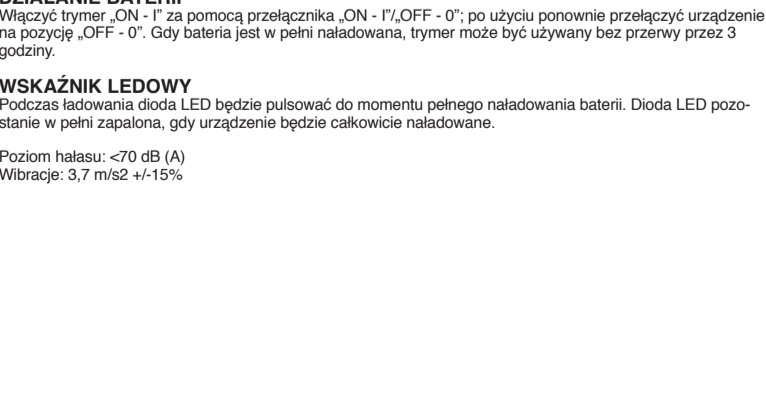 DZIAŁANIE BATERII
Włączyć trymer „ON - I” za pomocą przełącznika „ON - I”/„OFF - 0”; po użyciu ponownie przełączyć urządzenie
na pozycję „OFF - 0”. Gdy bateria jest w pełni naładowana, trymer może być używany bez przerwy przez 3
godziny.
WSKAŹNIK LEDOWY
Podczas ładowania dioda LED będzie pulsować do momentu pełnego naładowania baterii. Dioda LED pozo-
stanie w pełni zapalona, gdy urządzenie będzie całkowicie naładowane.
Poziom hałasu: <70 dB (A)
Wibracje: 3,7 m/s2 +/-15%